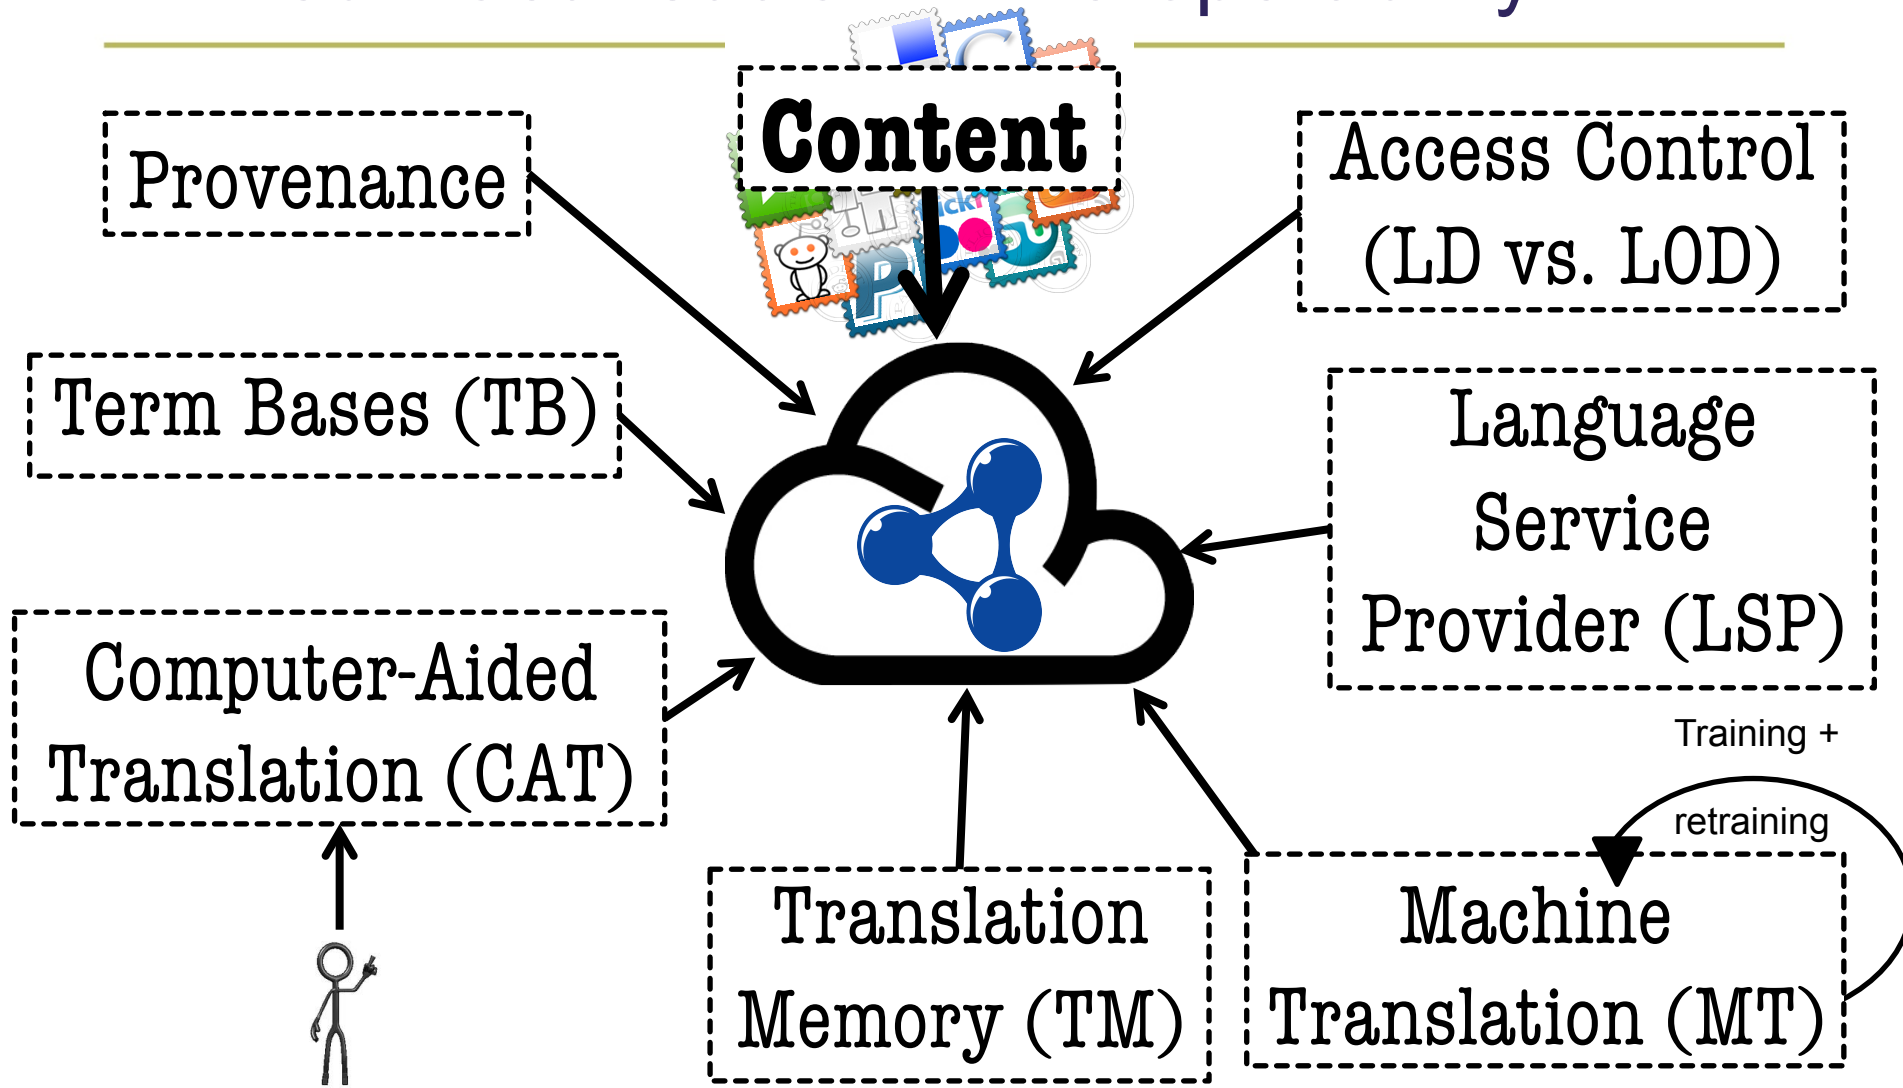 Content
Provenance
Access Control
(LD vs. LOD)
Term Bases (TB)
Language
Service
Provider (LSP)
Computer-Aided
Translation (CAT)
Training +
retraining
Translation
Memory (TM)
Machine
Translation (MT)